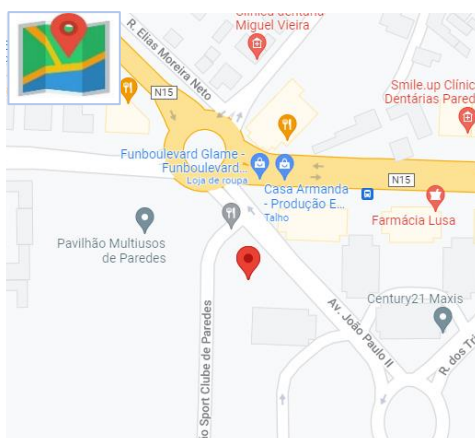 Clínica dentária
Miguel Vieira
R. Elias Moreira Neto
Smile.up Clínic
Dentárias Pared
N15
Funboulevard Glame -
Funboulevard...
Loja de roupa
N15
Casa Armanda
- Produção E...
Talho
Farmácia Lusa
Pavilhão Multiusos
de Paredes
Century21 Maxis
Av. João Paulo II
R. dos Tri
io Sport Clube de Paredes